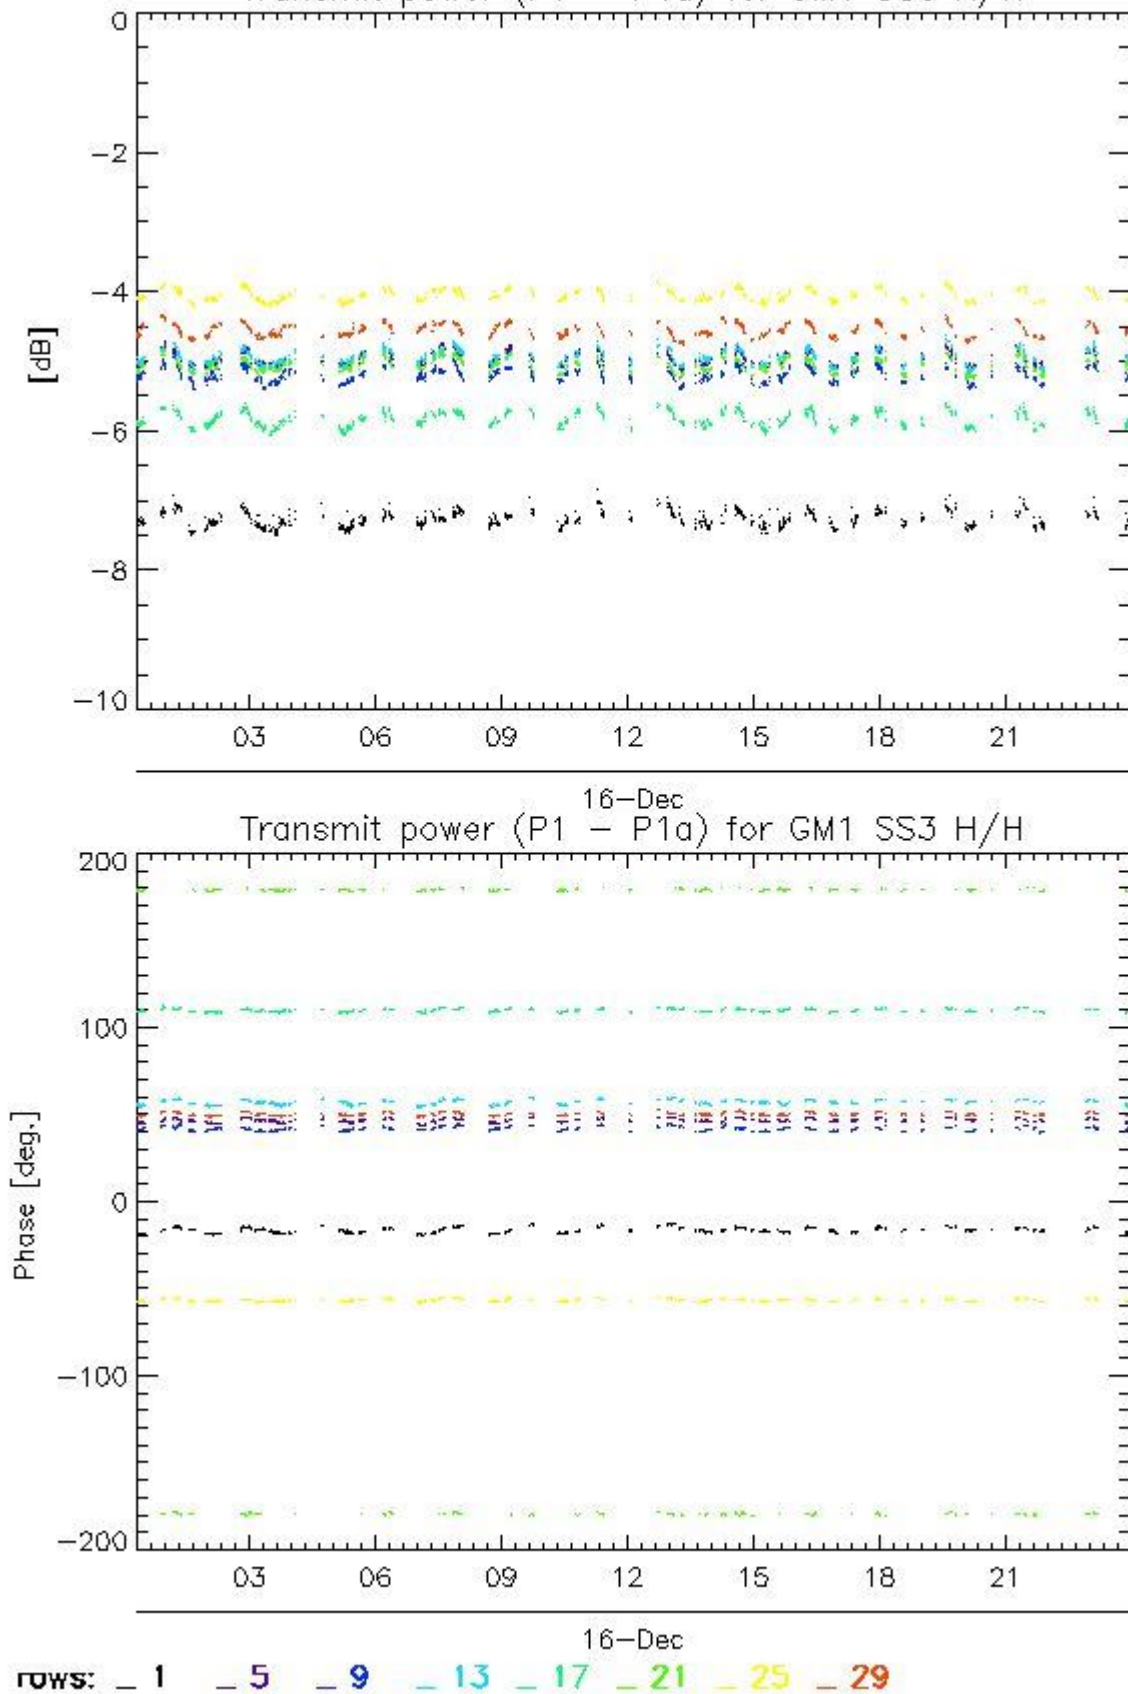 0
−2
−4
−6
−8
−10
[dB]
03 06 09 12 15 18 21
16−Dec
Transmit power (P1 − P1a) for GM1 SS3 H/H
200
100
0
−100
−200
Phase [deg.]
03 06 09 12 15 18 21
16−Dec
rows: _ 1 _ 5 _ 9 _ 13 _ 17 _ 21 _ 25 _ 29